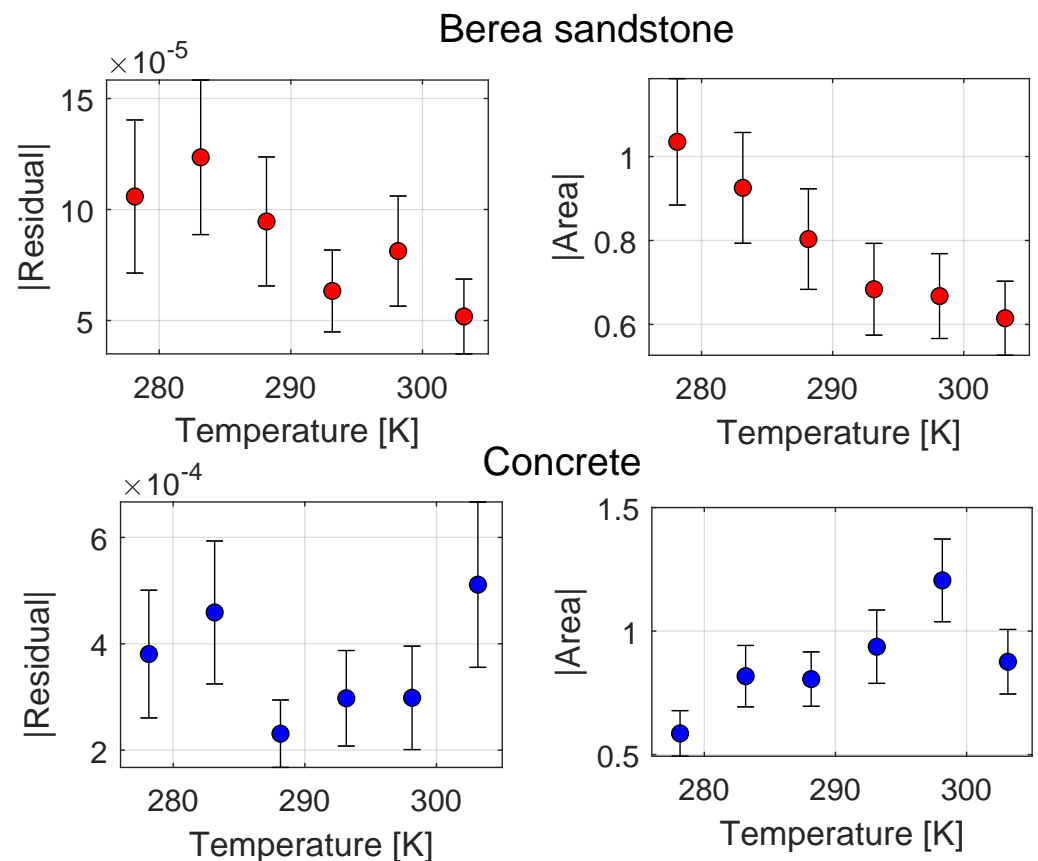 Berea sandstone
×10-5
15
10
5
|Residual|
280 290 300
Temperature [K]
1
0.8
0.6
|Area|
280 290 300
Temperature [K]
Concrete
×10-4
6
4
2
|Residual|
280 290 300
Temperature [K]
1.5
1
0.5
|Area|
280 290 300
Temperature [K]